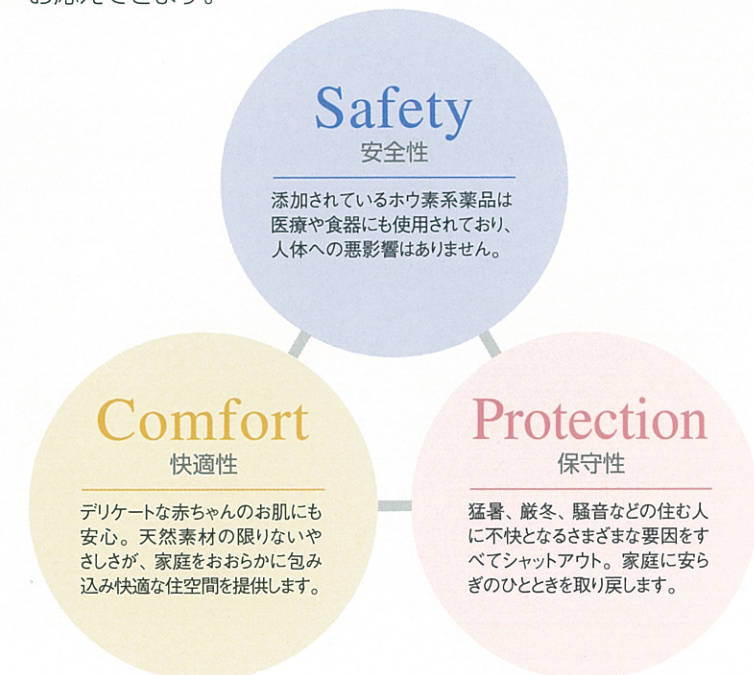 お応えできます。
Safety
安全性
添加されているホウ素系薬品は
医療や食器にも使用されており、
人体への悪影響はありません。
Comfort
快適性
デリケートな赤ちゃんのお肌にも
安心。天然素材の限りないや
さしさが、家庭をおおらかに包み
込み快適な住空間を提供します。
Protection
保守性
猛暑、厳冬、騒音などの住む人
に不快となるさまざまな要因をす
べてシャットアウト。家庭に安ら
ぎのひとときを取り戻します。